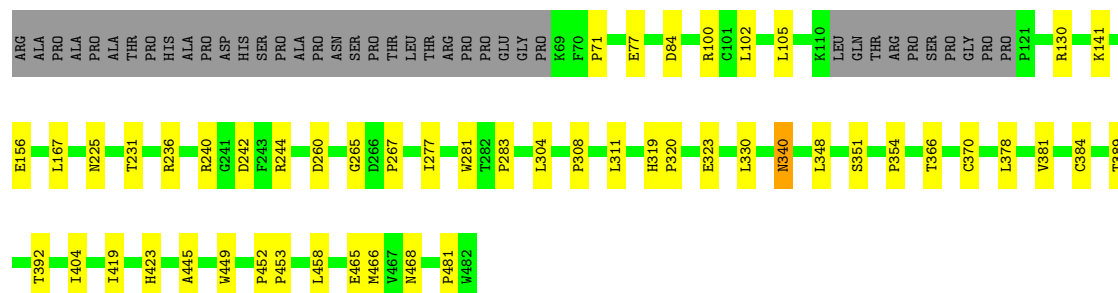 ARG ALA PRO ALA PRO ALA THR PRO HIS ALA PRO ASP HIS SER PRO ALA PRO ASN SER PRO THR LEU THR ARG PRO PRO GLU GLY PRO K69 F70 P71 E77 D84 R100 C101 L102 L105 K110 LEU GLN THR ARG PRO SER PRO GLY PRO PRO P121 R130 K141
E156 L167 N225 T231 R236 R240 G241 D242 F243 R244 D260 G265 D266 P267 I277 W281 T282 P283 L304 P308 L311 H319 P320 E323 L330 N340 L348 S351 P354 T366 C370 L378 V381 C384 T389
T392 I404 I419 H423 A445 W449 P452 P453 L458 E465 M466 V467 N468 P481 W482